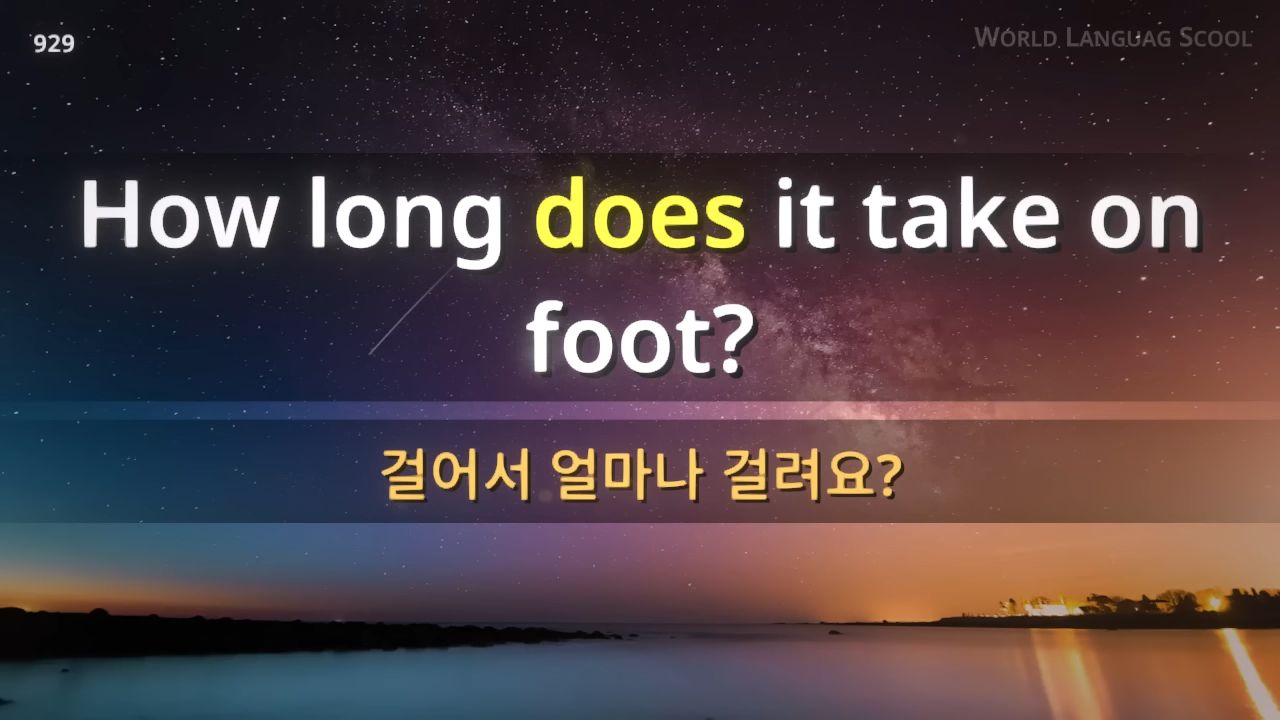 929
WORLD LANGUAG SCOOL
How long does it take on
foot?
걸어서 얼마나 걸려요?